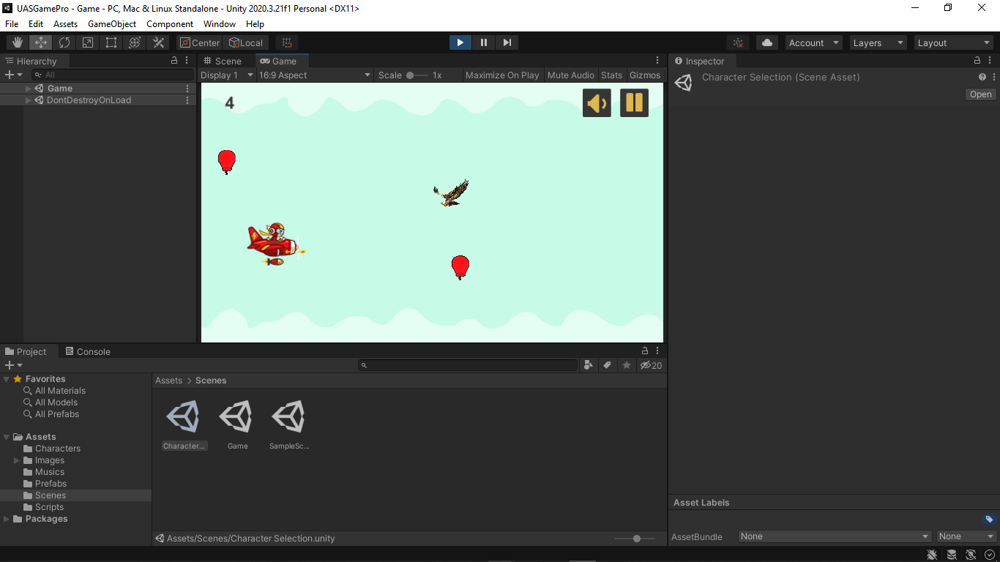 UASGamePro - Game - PC, Mac & Linux Standalone - Unity 2020.3.21f1 Personal <DX11>
File Edit Assets GameObject Component Window Help
Center Local Account Layers Layout
Hierarchy
All
Game
DontDestroyOnLoad
Scene Game
Display 1 16:9 Aspect Scale 1x Maximize On Play Mute Audio Stats Gizmos
4
Inspector
Character Selection (Scene Asset)
Open
Project Console
20
Favorites
All Materials
All Models
All Prefabs
Assets
Characters
Images
Musics
Prefabs
Scenes
Scripts
Packages
Assets > Scenes
Character... Game SampleSc...
Assets/Scenes/Character Selection.unity
Asset Labels
AssetBundle None None